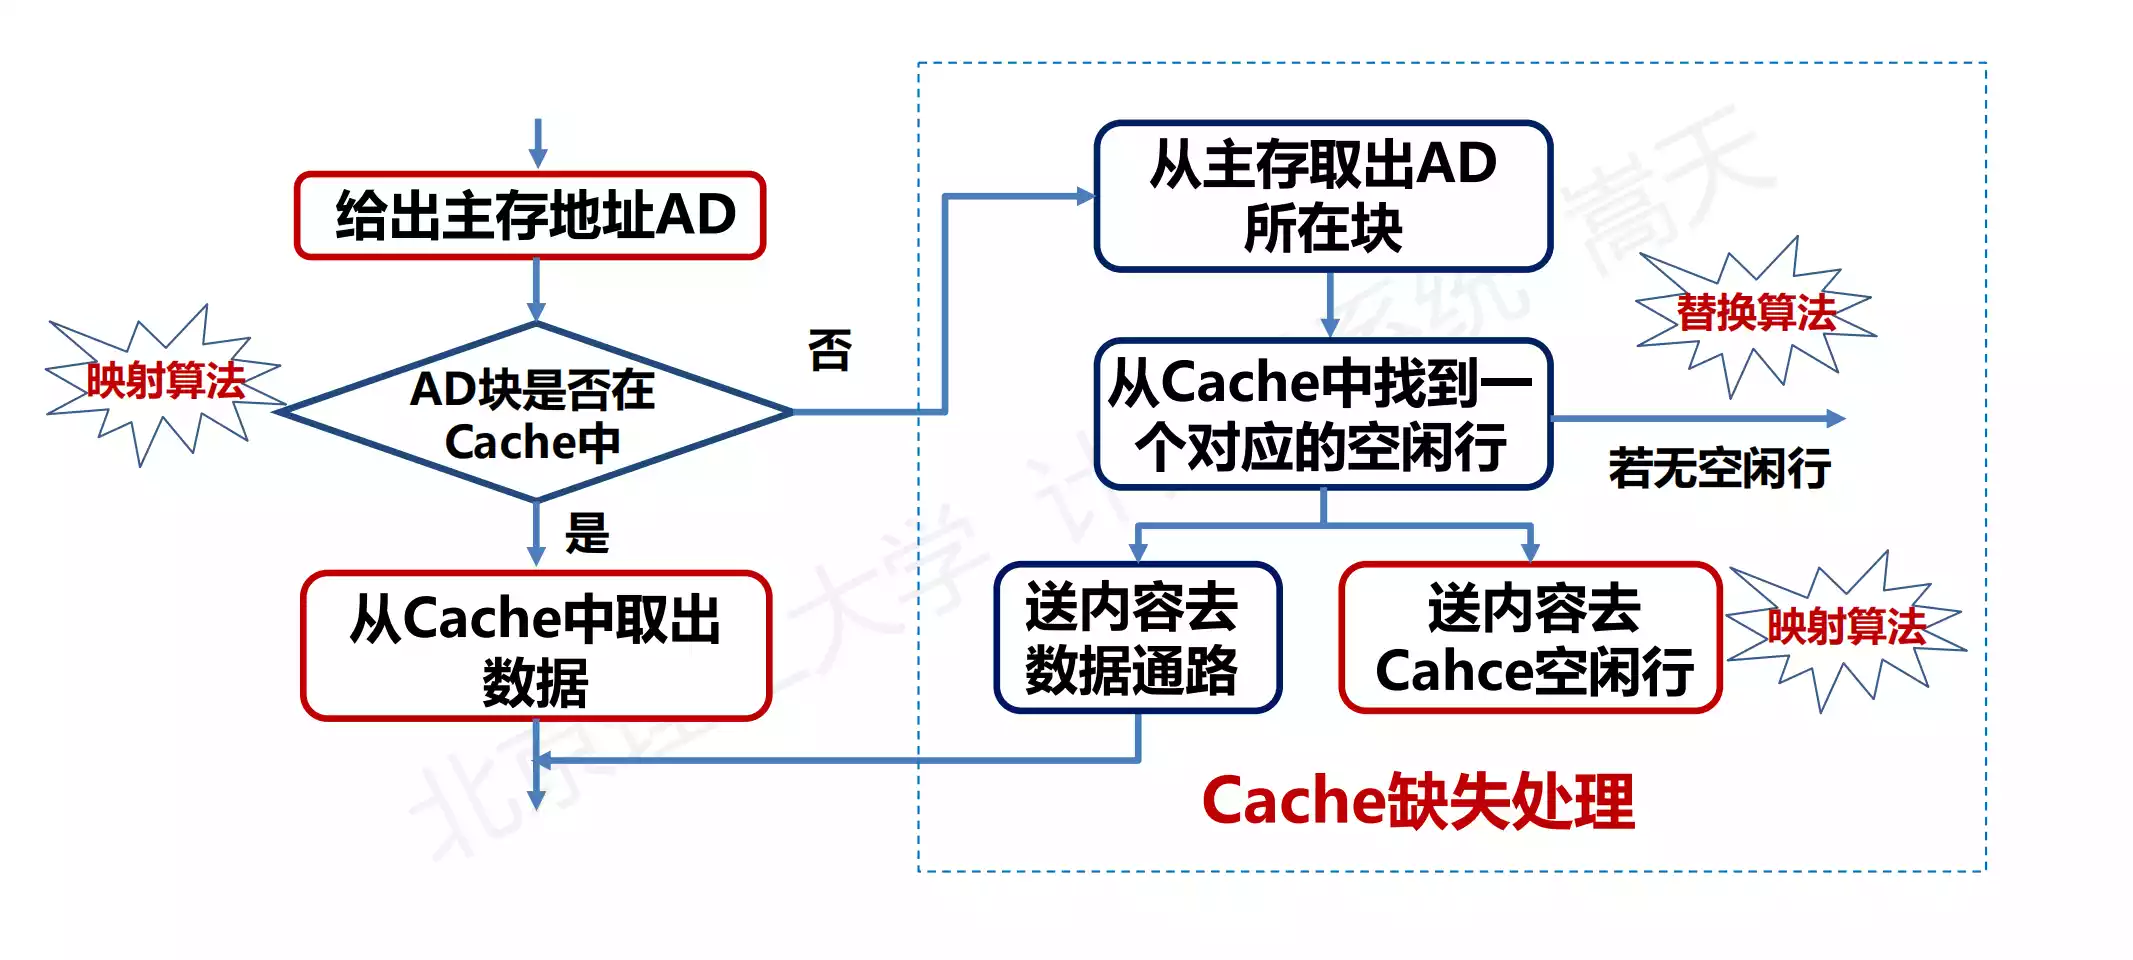 给出主存地址AD
映射算法
AD块是否在
Cache中
否
是
从Cache中取出
数据
从主存取出AD
所在块
替换算法
从Cache中找到一
个对应的空闲行
若无空闲行
送内容去
数据通路
送内容去
Cahce空闲行
映射算法
Cache缺失处理